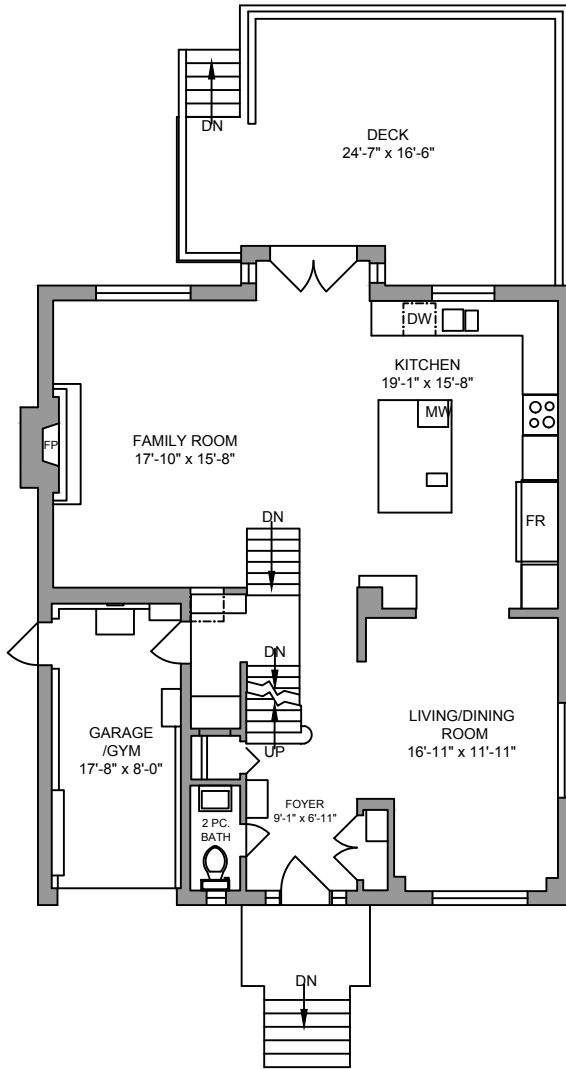 DN
DECK
24'-7" x 16'-6"
DW
KITCHEN
19'-1" x 15'-8"
MW
FAMILY ROOM
17'-10" x 15'-8"
FP
DN
FR
DN
GARAGE
/GYM
17'-8" x 8'-0"
LIVING/DINING
ROOM
16'-11" x 11'-11"
UP
FOYER
9'-1" x 6'-11"
2 PC.
BATH
DN